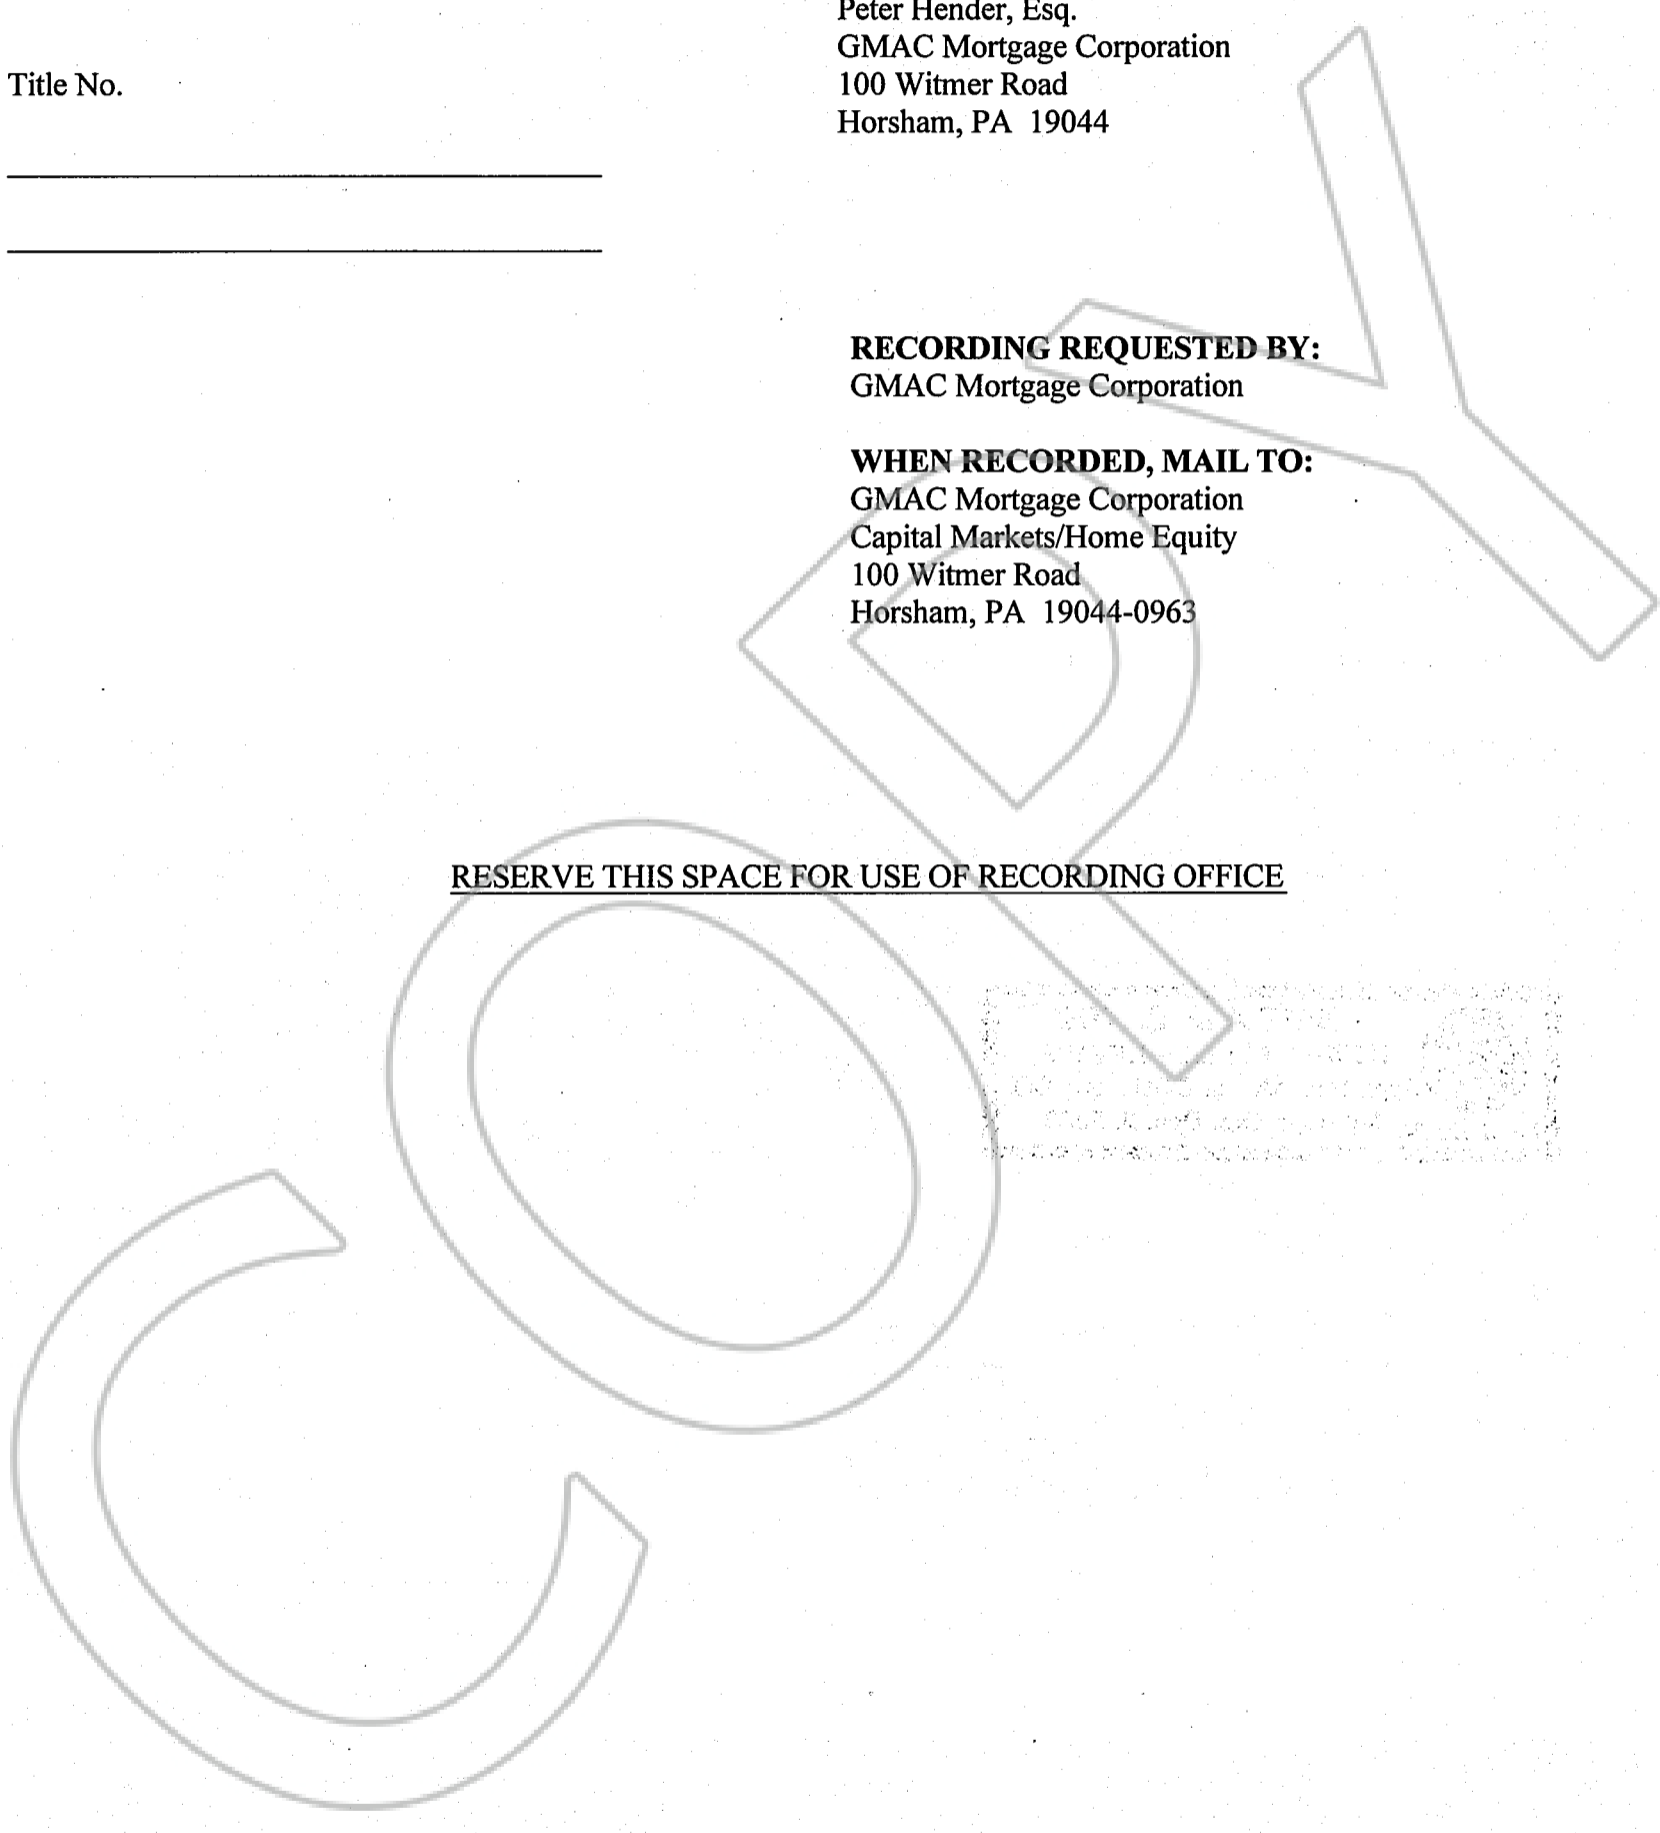 Peter Hender, Esq.
GMAC Mortgage Corporation
Title No.
100 Witmer Road
Horsham, PA 19044
RECORDING REQUESTED BY:
GMAC Mortgage Corporation
WHEN RECORDED, MAIL TO:
GMAC Mortgage Corporation
Capital Markets/Home Equity
100 Witmer Road
Horsham, PA 19044-0963
RESERVE THIS SPACE FOR USE OF RECORDING OFFICE
COPY